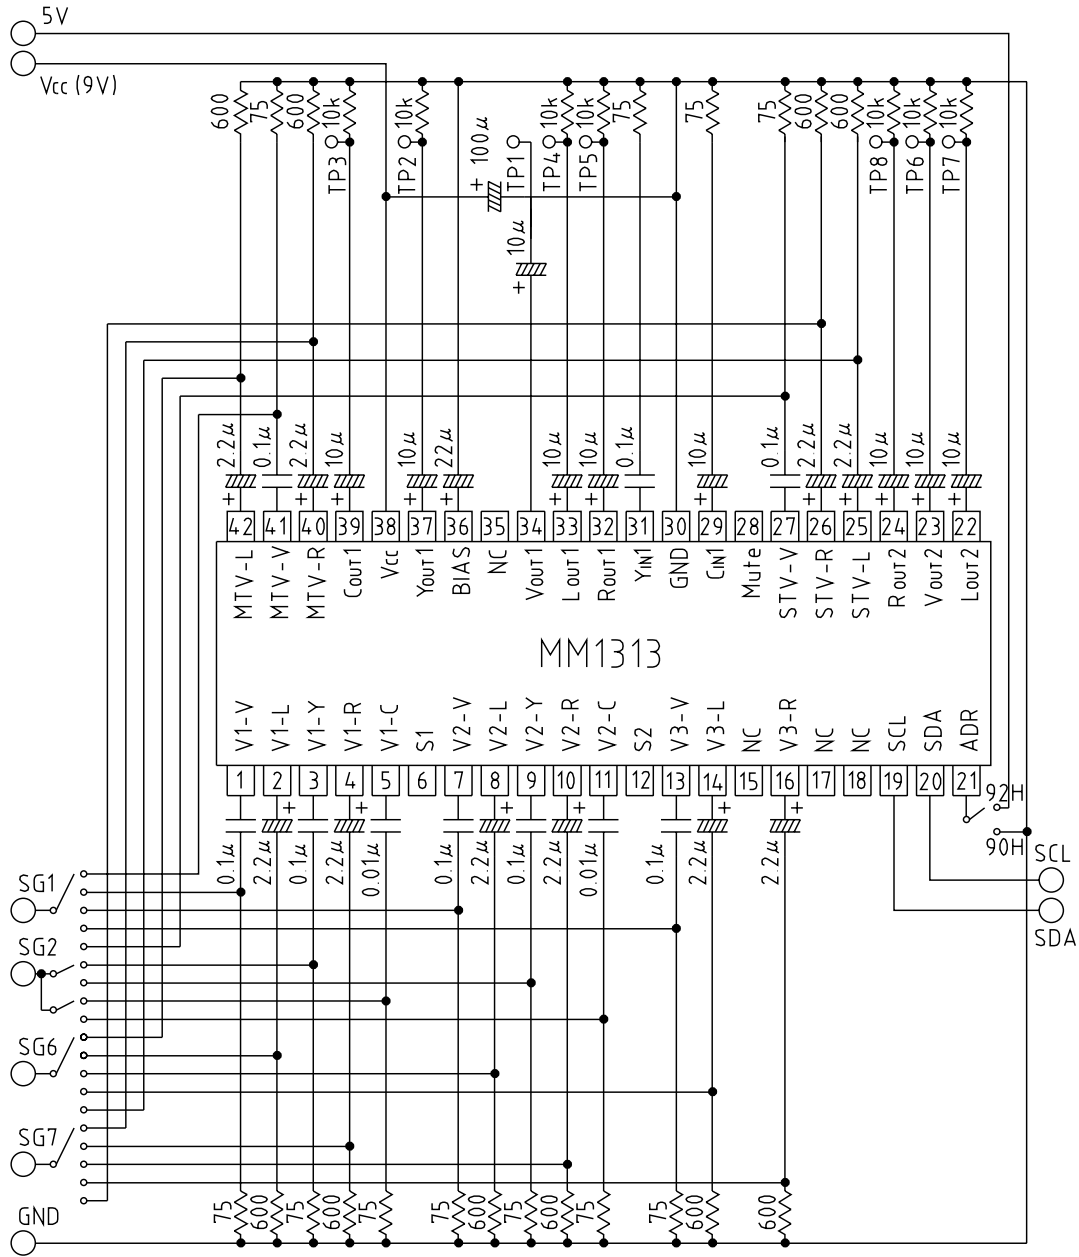 5V
Vcc (9V)
600 75 600 10k 10k 100μ 10k 10k 75 75 75 600 600 10k 10k 10k
TP3 TP2 + TP1 TP4 TP5 TP8 TP6 TP7
10μ
+
2.2μ 0.1μ 2.2μ 10μ 10μ 22μ 10μ 10μ 0.1μ 10μ 0.1μ 2.2μ 2.2μ 10μ 10μ 10μ
+ + + + + + + + + + + + +
42 41 40 39 38 37 36 35 34 33 32 31 30 29 28 27 26 25 24 23 22
MTV-L MTV-V MTV-R COUT1 Vcc YOUT1 BIAS NC VOUT1 LOUT1 ROUT1 YIN1 GND CIN1 Mute STV-V STV-R STV-L ROUT2 VOUT2 LOUT2
MM1313
V1-V V1-L V1-Y V1-R V1-C S1 V2-V V2-L V2-Y V2-R V2-C S2 V3-V V3-L NC V3-R NC NC SCL SDA ADR
1 2 3 4 5 6 7 8 9 10 11 12 13 14 15 16 17 18 19 20 21
+ + + + + +
92H
90H
0.1μ 2.2μ 0.1μ 2.2μ 0.01μ 0.1μ 2.2μ 0.1μ 2.2μ 0.01μ 0.1μ 2.2μ 2.2μ
SCL
SG1
SDA
SG2
SG6
SG7
75 600 75 600 75 75 600 75 600 75 75 600 600
GND